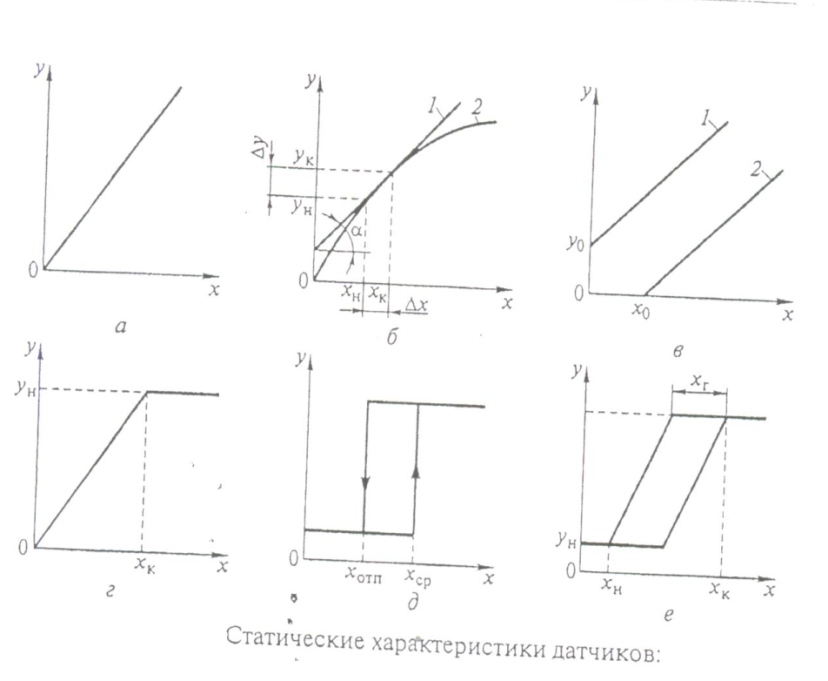 y
0
x
а
y
1
2
Δy
yк
yн
α
0
xн xк
x
Δx
б
y
1
2
y0
0
x0
x
в
y
yн
0
xк
x
г
y
0
xотп
xср
x
д
y
xг
yн
0
xн
xк
x
е
Статические характеристики датчиков: